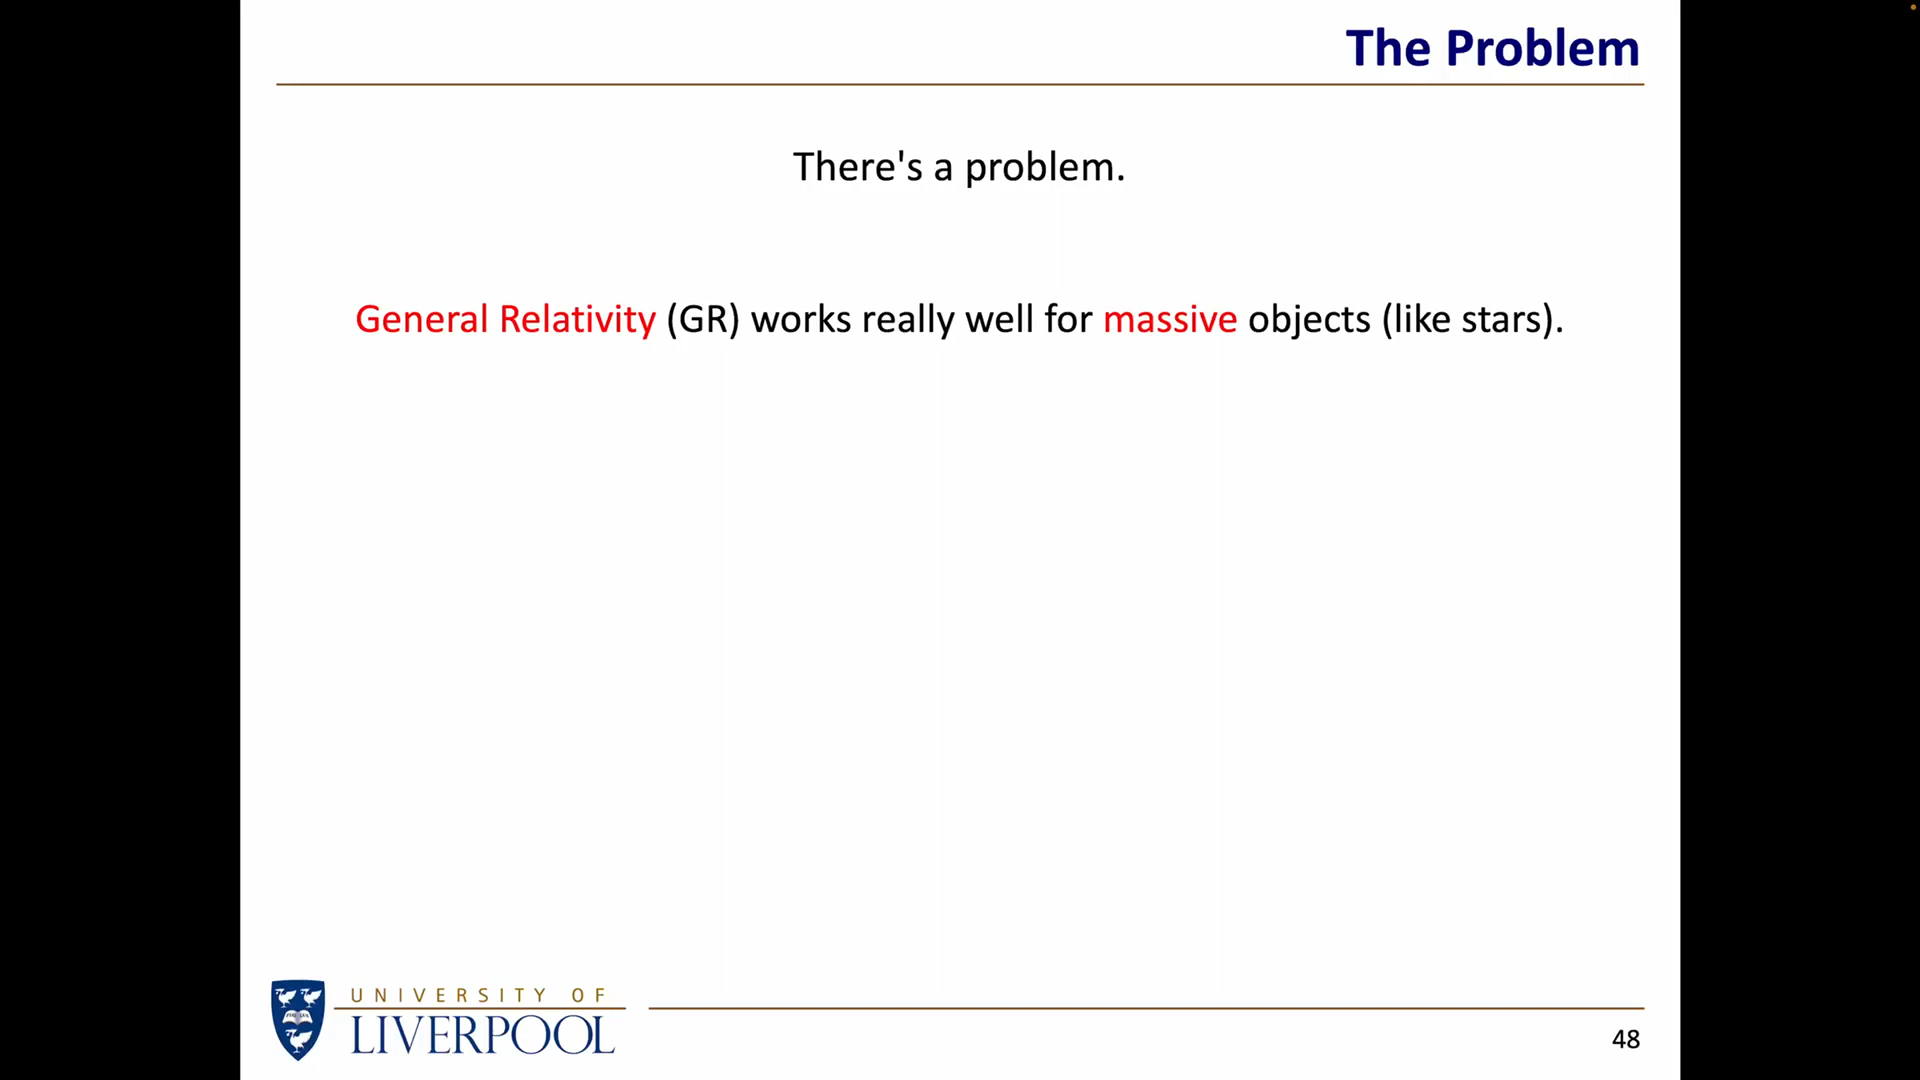 The Problem
There's a problem.
General Relativity (GR) works really well for massive objects (like stars).
UNIVERSITY OF
LIVERPOOL
48